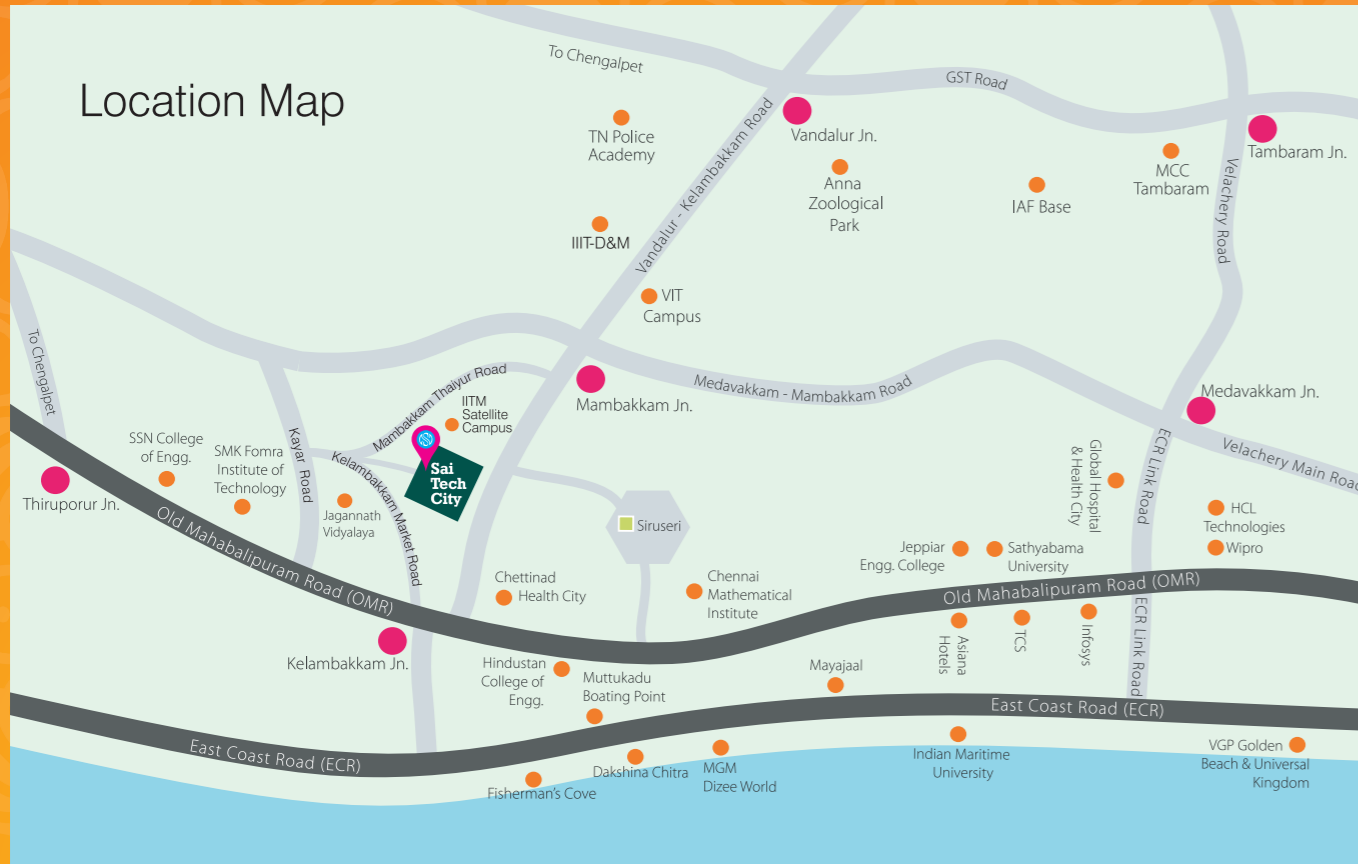 Location Map
To Chengalpet
GST Road
TN Police
Academy
Vandalur - Kelambakkam Road
Vandalur Jn.
Tambaram Jn.
MCC
Tambaram
Anna
Zoological
Park
IAF Base
Velachery Road
IIIT-D&M
VIT
Campus
To Chengalpet
Mambakkam Thaiyur Road
Mambakkam Jn.
Medavakkam - Mambakkam Road
Medavakkam Jn.
IITM
Satellite
Campus
SSN College
of Engg.
SMK Fomra
Institute of
Technology
Kayar Road
Kelambakkam Market Road
Sai
Tech
City
Global Hospital
& Health City
ECR Link Road
Velachery Main Road
Thiruporur Jn.
Jagannath
Vidyalaya
Siruseri
HCL
Technologies
Wipro
Old Mahabalipuram Road (OMR)
Jeppiar
Engg. College
Sathyabama
University
Chettinad
Health City
Chennai
Mathematical
Institute
Old Mahabalipuram Road (OMR)
ECR Link Road
Asiana
Hotels
TCS
Infosys
Kelambakkam Jn.
Hindustan
College of
Engg.
Muttukadu
Boating Point
Mayajaal
East Coast Road (ECR)
East Coast Road (ECR)
Fisherman's Cove
Dakshina Chitra
MGM
Dizee World
Indian Maritime
University
VGP Golden
Beach & Universal
Kingdom